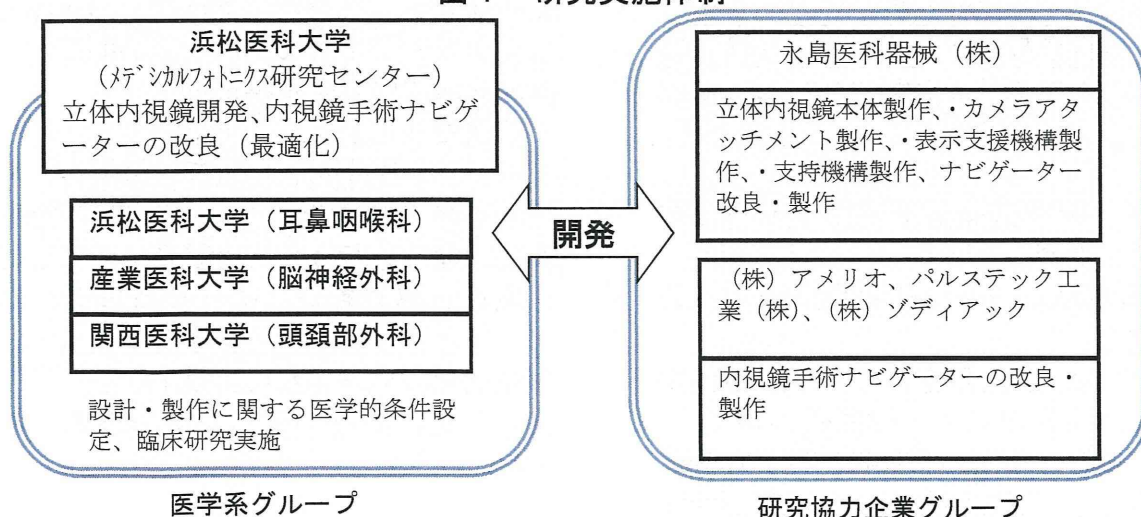 浜松医科大学
(メデシカルフォトニクス研究センター)
立体内視鏡開発、内視鏡手術ナビゲ
ーターの改良（最適化）
浜松医科大学（耳鼻咽喉科）
産業医科大学（脳神経外科）
関西医科大学（頭頚部外科）
設計・製作に関する医学的条件設
定、臨床研究実施
医学系グループ
開発
永島医科器械（株）
立体内視鏡本体製作、・カメラアタ
ッチメント製作、・表示支援機構製
作、・支持機構製作、ナビゲーター
改良・製作
（株）アメリオ、パルステック工
業（株）、（株）ゾディアック
内視鏡手術ナビゲーターの改良・
製作
研究協力企業グループ